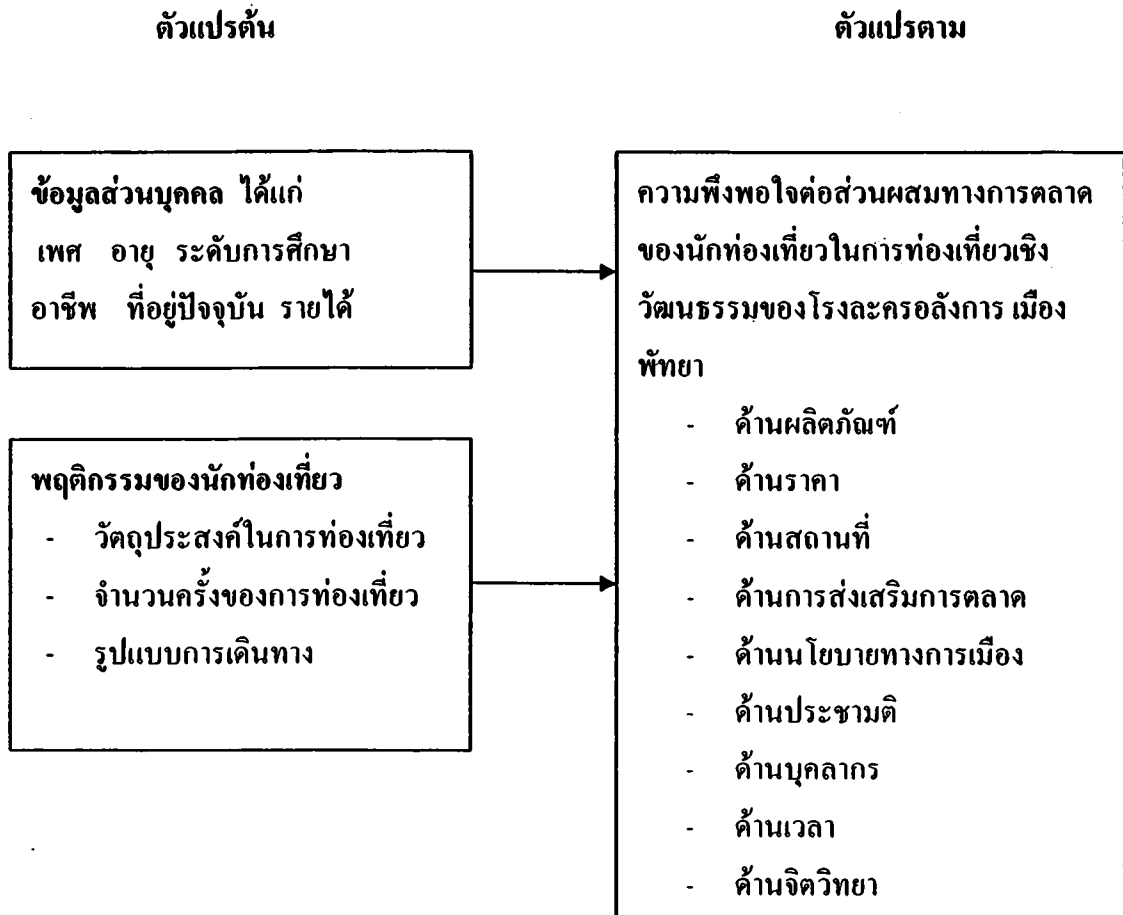 ตัวแปรต้น
ตัวแปรตาม
ข้อมูลส่วนบุคคล ได้แก่
เพศ อายุ ระดับการศึกษา
อาชีพ ที่อยู่ปัจจุบัน รายได้
พฤติกรรมของนักท่องเที่ยว
- วัตถุประสงค์ในการท่องเที่ยว
- จำนวนครั้งของการท่องเที่ยว
- รูปแบบการเดินทาง
ความพึงพอใจต่อส่วนผสมทางการตลาด
ของนักท่องเที่ยวในการท่องเที่ยวเชิง
วัฒนธรรมของโรงละครอลังการ เมือง
พัทยา
- ด้านผลิตภัณฑ์
- ด้านราคา
- ด้านสถานที่
- ด้านการส่งเสริมการตลาด
- ด้านนโยบายทางการเมือง
- ด้านประชามติ
- ด้านบุคลากร
- ด้านเวลา
- ด้านจิตวิทยา